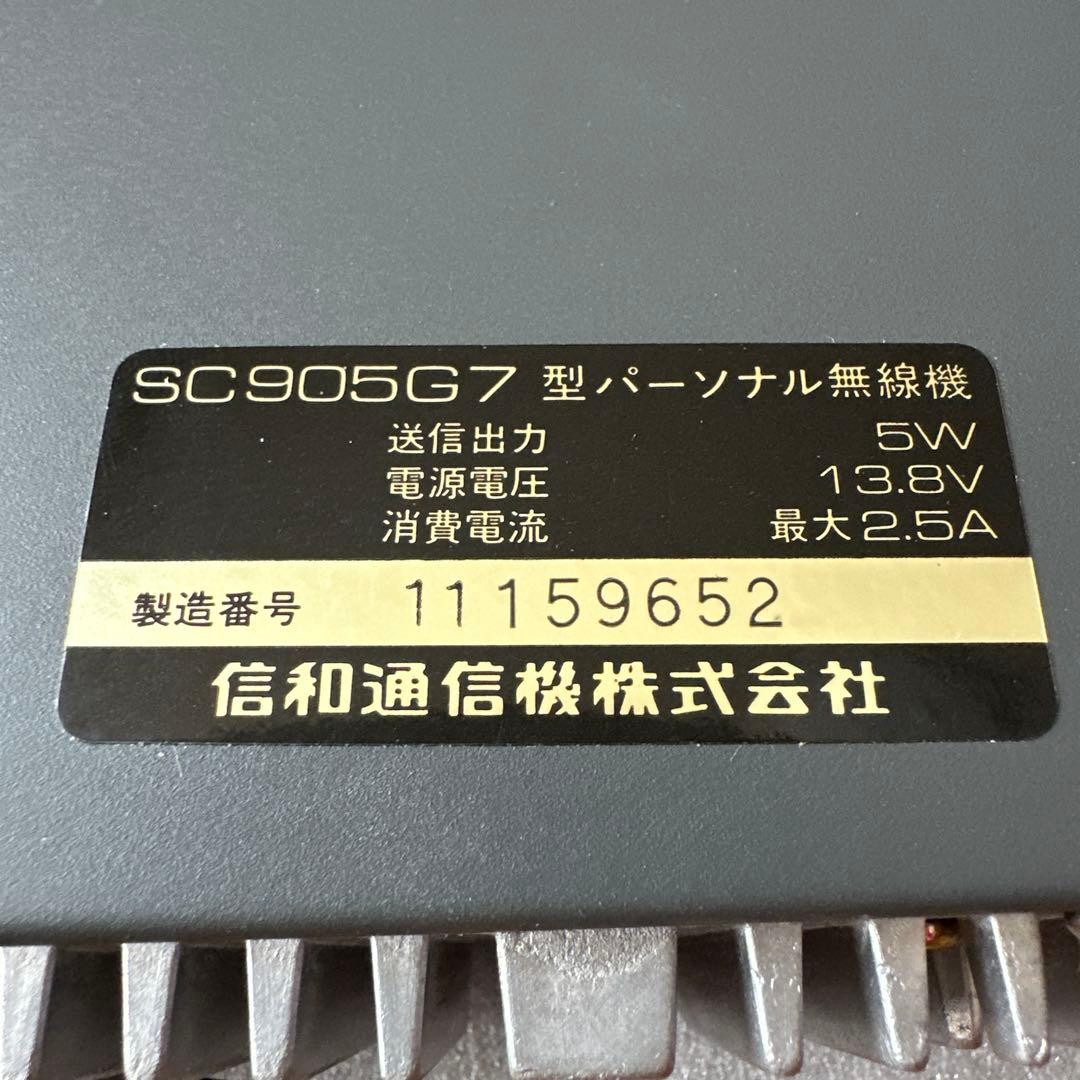 SC905G7 型パーソナル無線機
送信出力 5W
電源電圧 13.8V
消費電流 最大2.5A
製造番号 11159652
信和通信機株式会社